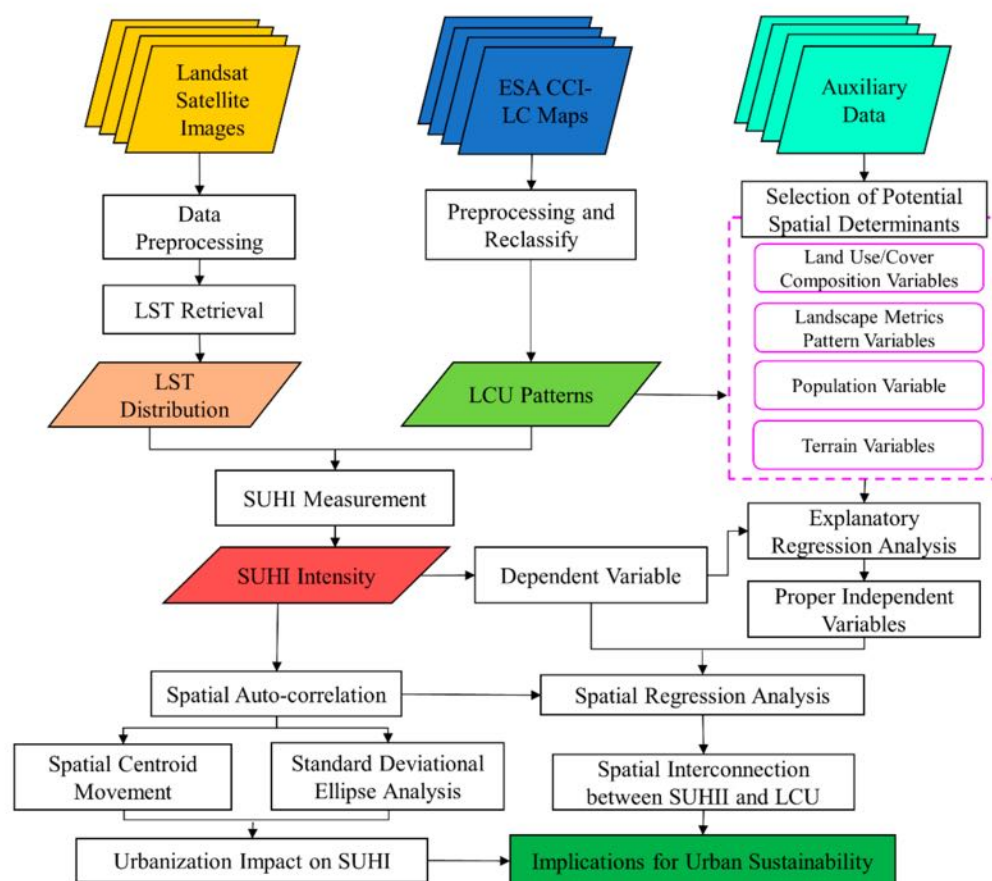 Landsat
Satellite
Images
ESA CCI-
LC Maps
Auxiliary
Data
Data
Preprocessing
Preprocessing and
Reclassify
Selection of Potential
Spatial Determinants
Land Use/Cover
Composition Variables
LST Retrieval
Landscape Metrics
Pattern Variables
LST
Distribution
LCU Patterns
Population Variable
Terrain Variables
SUHI Measurement
Explanatory
Regression Analysis
SUHI Intensity
Dependent Variable
Proper Independent
Variables
Spatial Auto-correlation
Spatial Regression Analysis
Spatial Centroid
Movement
Standard Deviational
Ellipse Analysis
Spatial Interconnection
between SUHII and LCU
Urbanization Impact on SUHI
Implications for Urban Sustainability